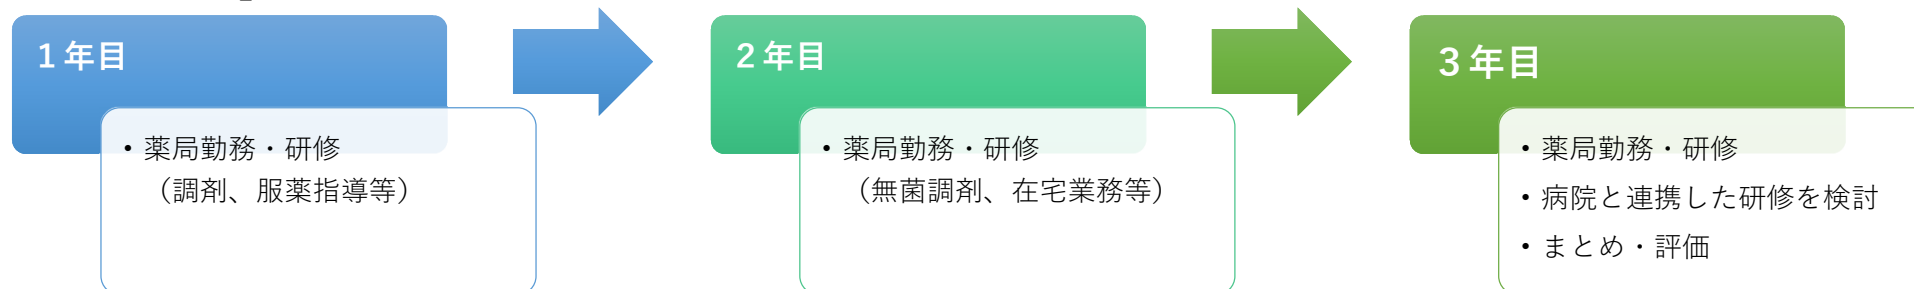 1年目
・薬局勤務・研修
（調剤、服薬指導等）
2年目
・薬局勤務・研修
（無菌調剤、在宅業務等）
3年目
・薬局勤務・研修
・病院と連携した研修を検討
・まとめ・評価